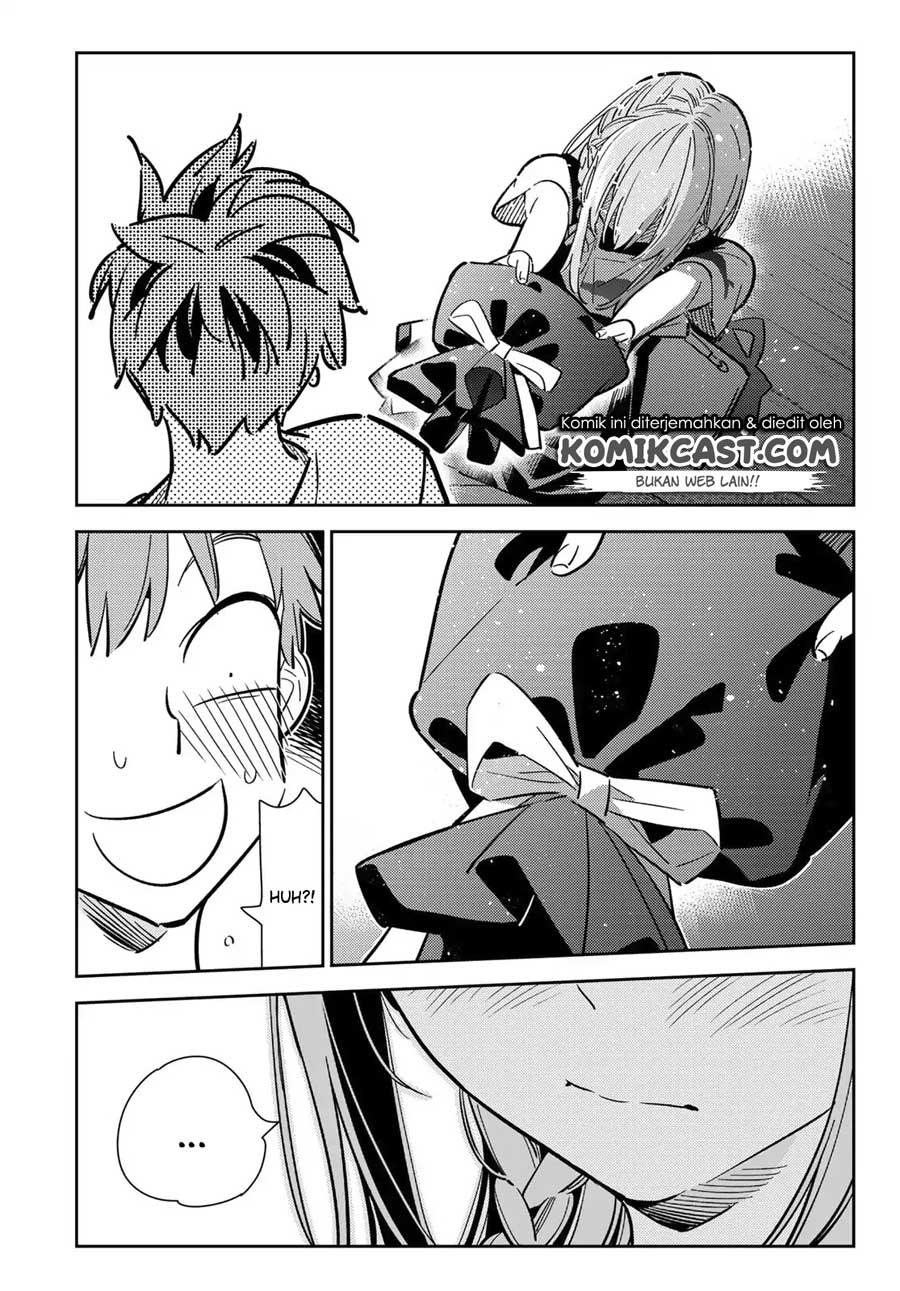 Komik ini diterjemahkan & diedit oleh
KOMIKCAST.COM
BUKAN WEB LAIN!!
HUH?!
...